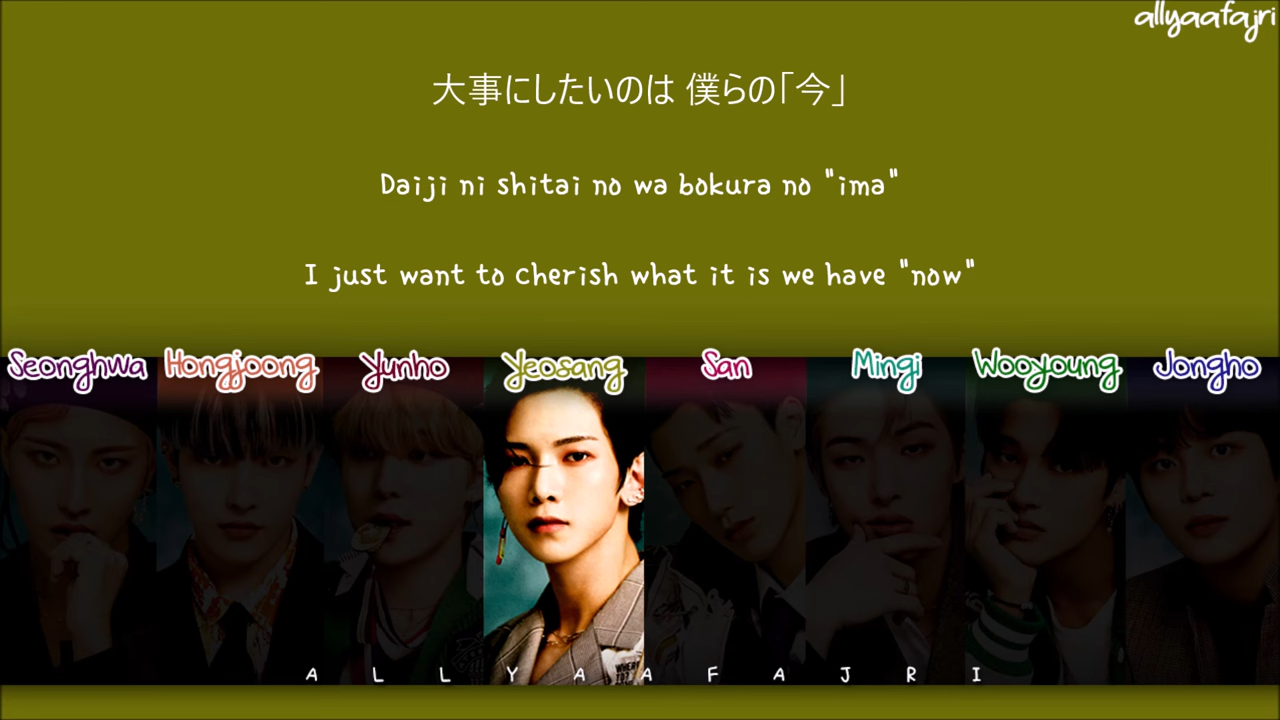 allyaafajri
大事にしたいのは 僕らの「今」
Daiji ni shitai no wa bokura no "ima"
I just want to cherish what it is we have "now"
Seonghwa Hongjoong Yunho Yeosang San Mingi Wooyoung Jongho
A L L Y A A F A J R I